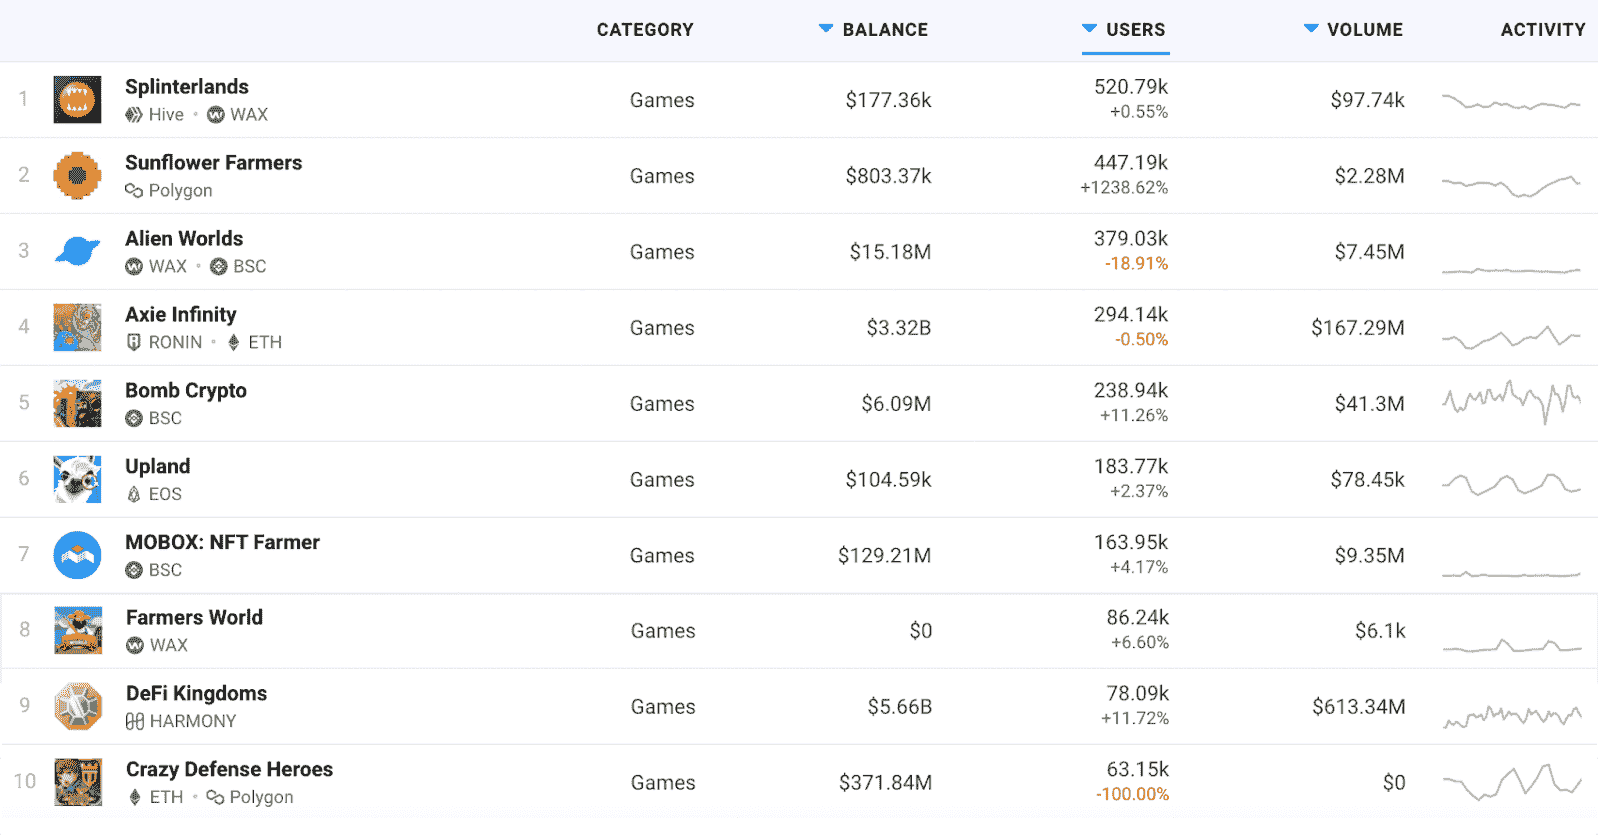 CATEGORY BALANCE USERS VOLUME ACTIVITY
1 Splinterlands Games $177.36k 520.79k $97.74k
Hive • WAX +0.55%
2 Sunflower Farmers Games $803.37k 447.19k $2.28M
Polygon +1238.62%
3 Alien Worlds Games $15.18M 379.03k $7.45M
WAX • BSC -18.91%
4 Axie Infinity Games $3.32B 294.14k $167.29M
RONIN • ETH -0.50%
5 Bomb Crypto Games $6.09M 238.94k $41.3M
BSC +11.26%
6 Upland Games $104.59k 183.77k $78.45k
EOS +2.37%
7 MOBOX: NFT Farmer Games $129.21M 163.95k $9.35M
BSC +4.17%
8 Farmers World Games $0 86.24k $6.1k
WAX +6.60%
9 DeFi Kingdoms Games $5.66B 78.09k $613.34M
HARMONY +11.72%
10 Crazy Defense Heroes Games $371.84M 63.15k $0
ETH • Polygon -100.00%